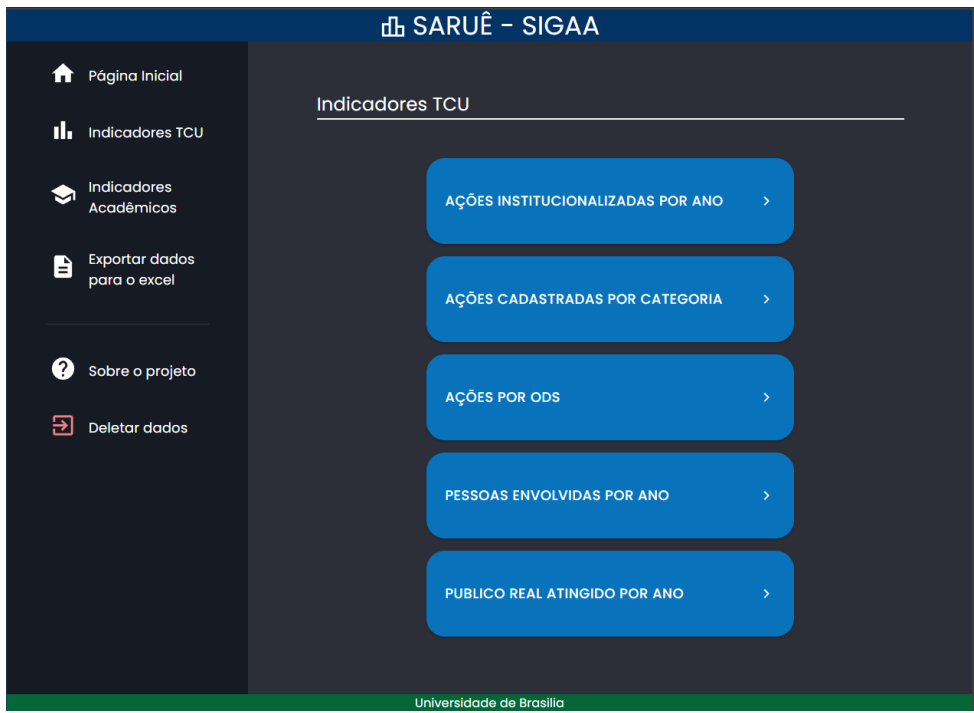 SARUÊ - SIGAA
Página Inicial
Indicadores TCU
Indicadores
Acadêmicos
Exportar dados
para o excel
Sobre o projeto
Deletar dados
Indicadores TCU
AÇÕES INSTITUCIONALIZADAS POR ANO
AÇÕES CADASTRADAS POR CATEGORIA
AÇÕES POR ODS
PESSOAS ENVOLVIDAS POR ANO
PUBLICO REAL ATINGIDO POR ANO
Universidade de Brasilia